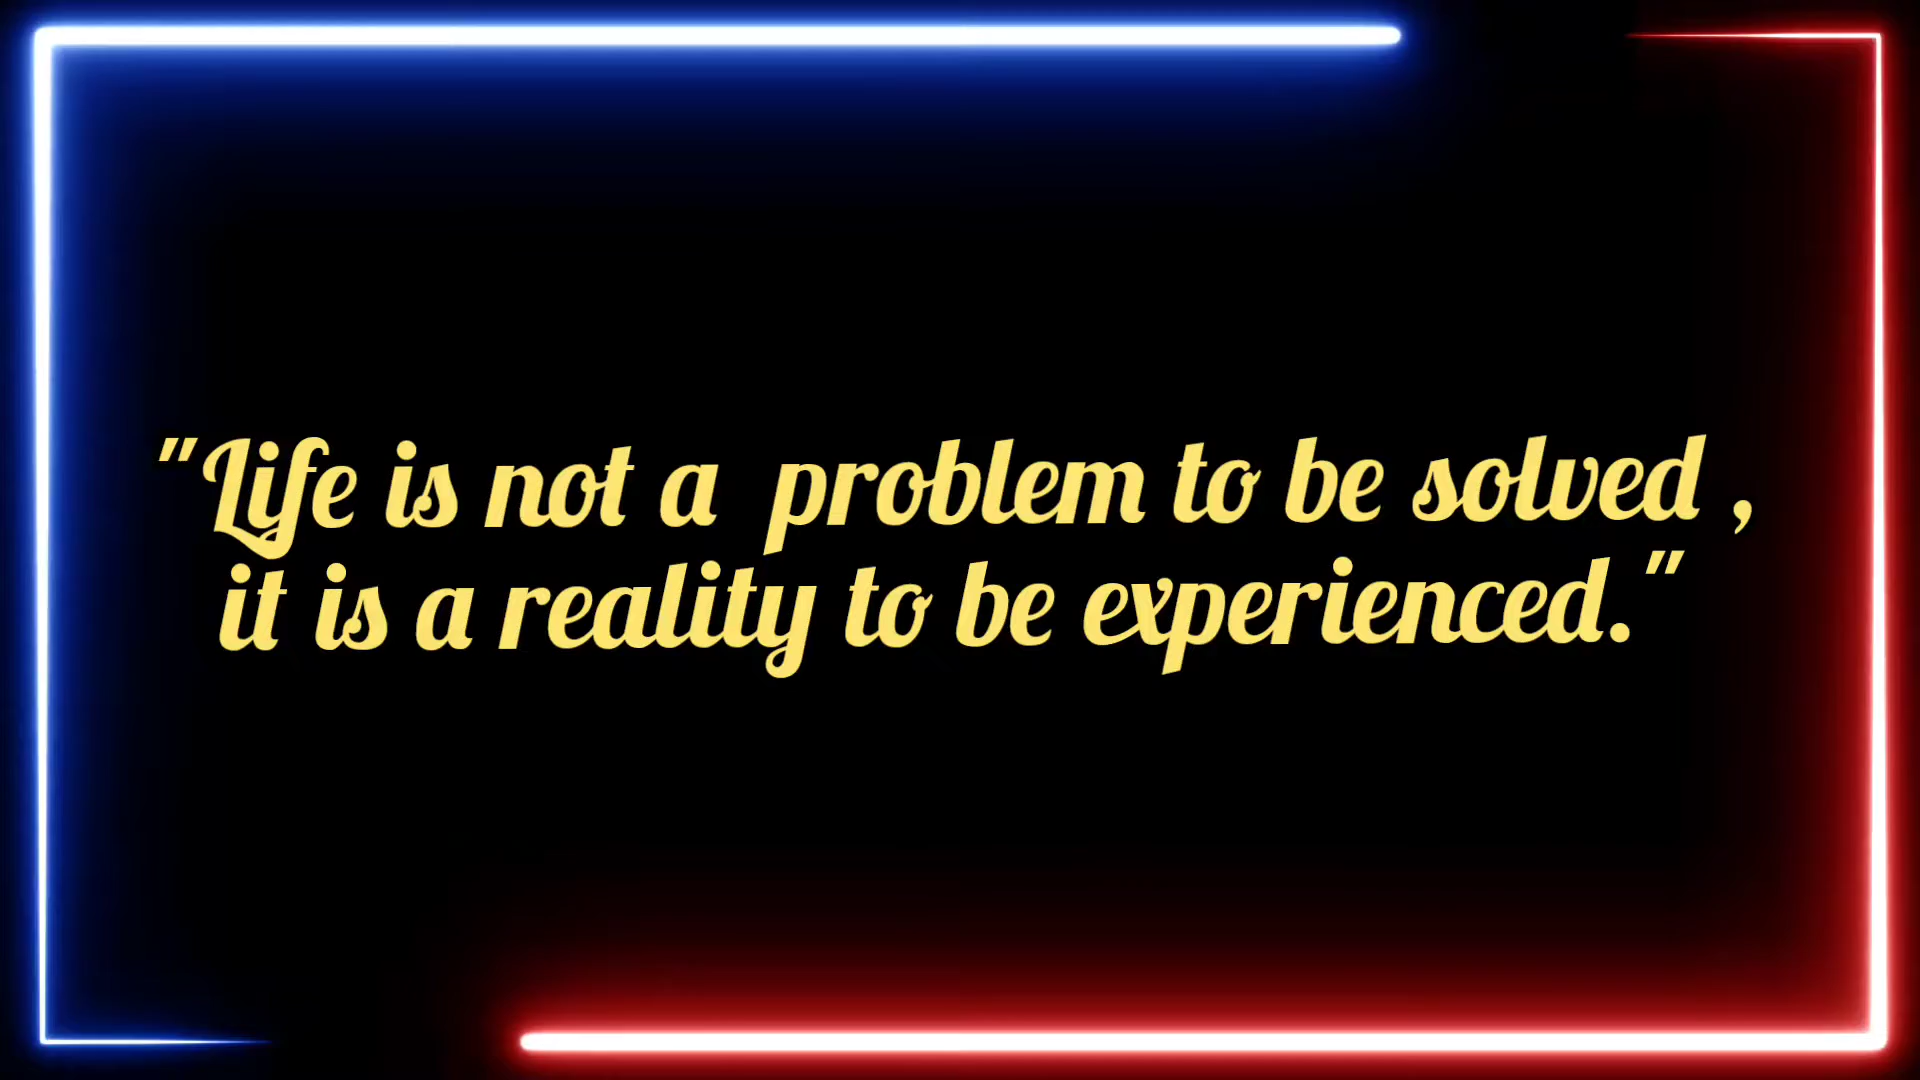 "Life is not a problem to be solved ,
it is a reality to be experienced."